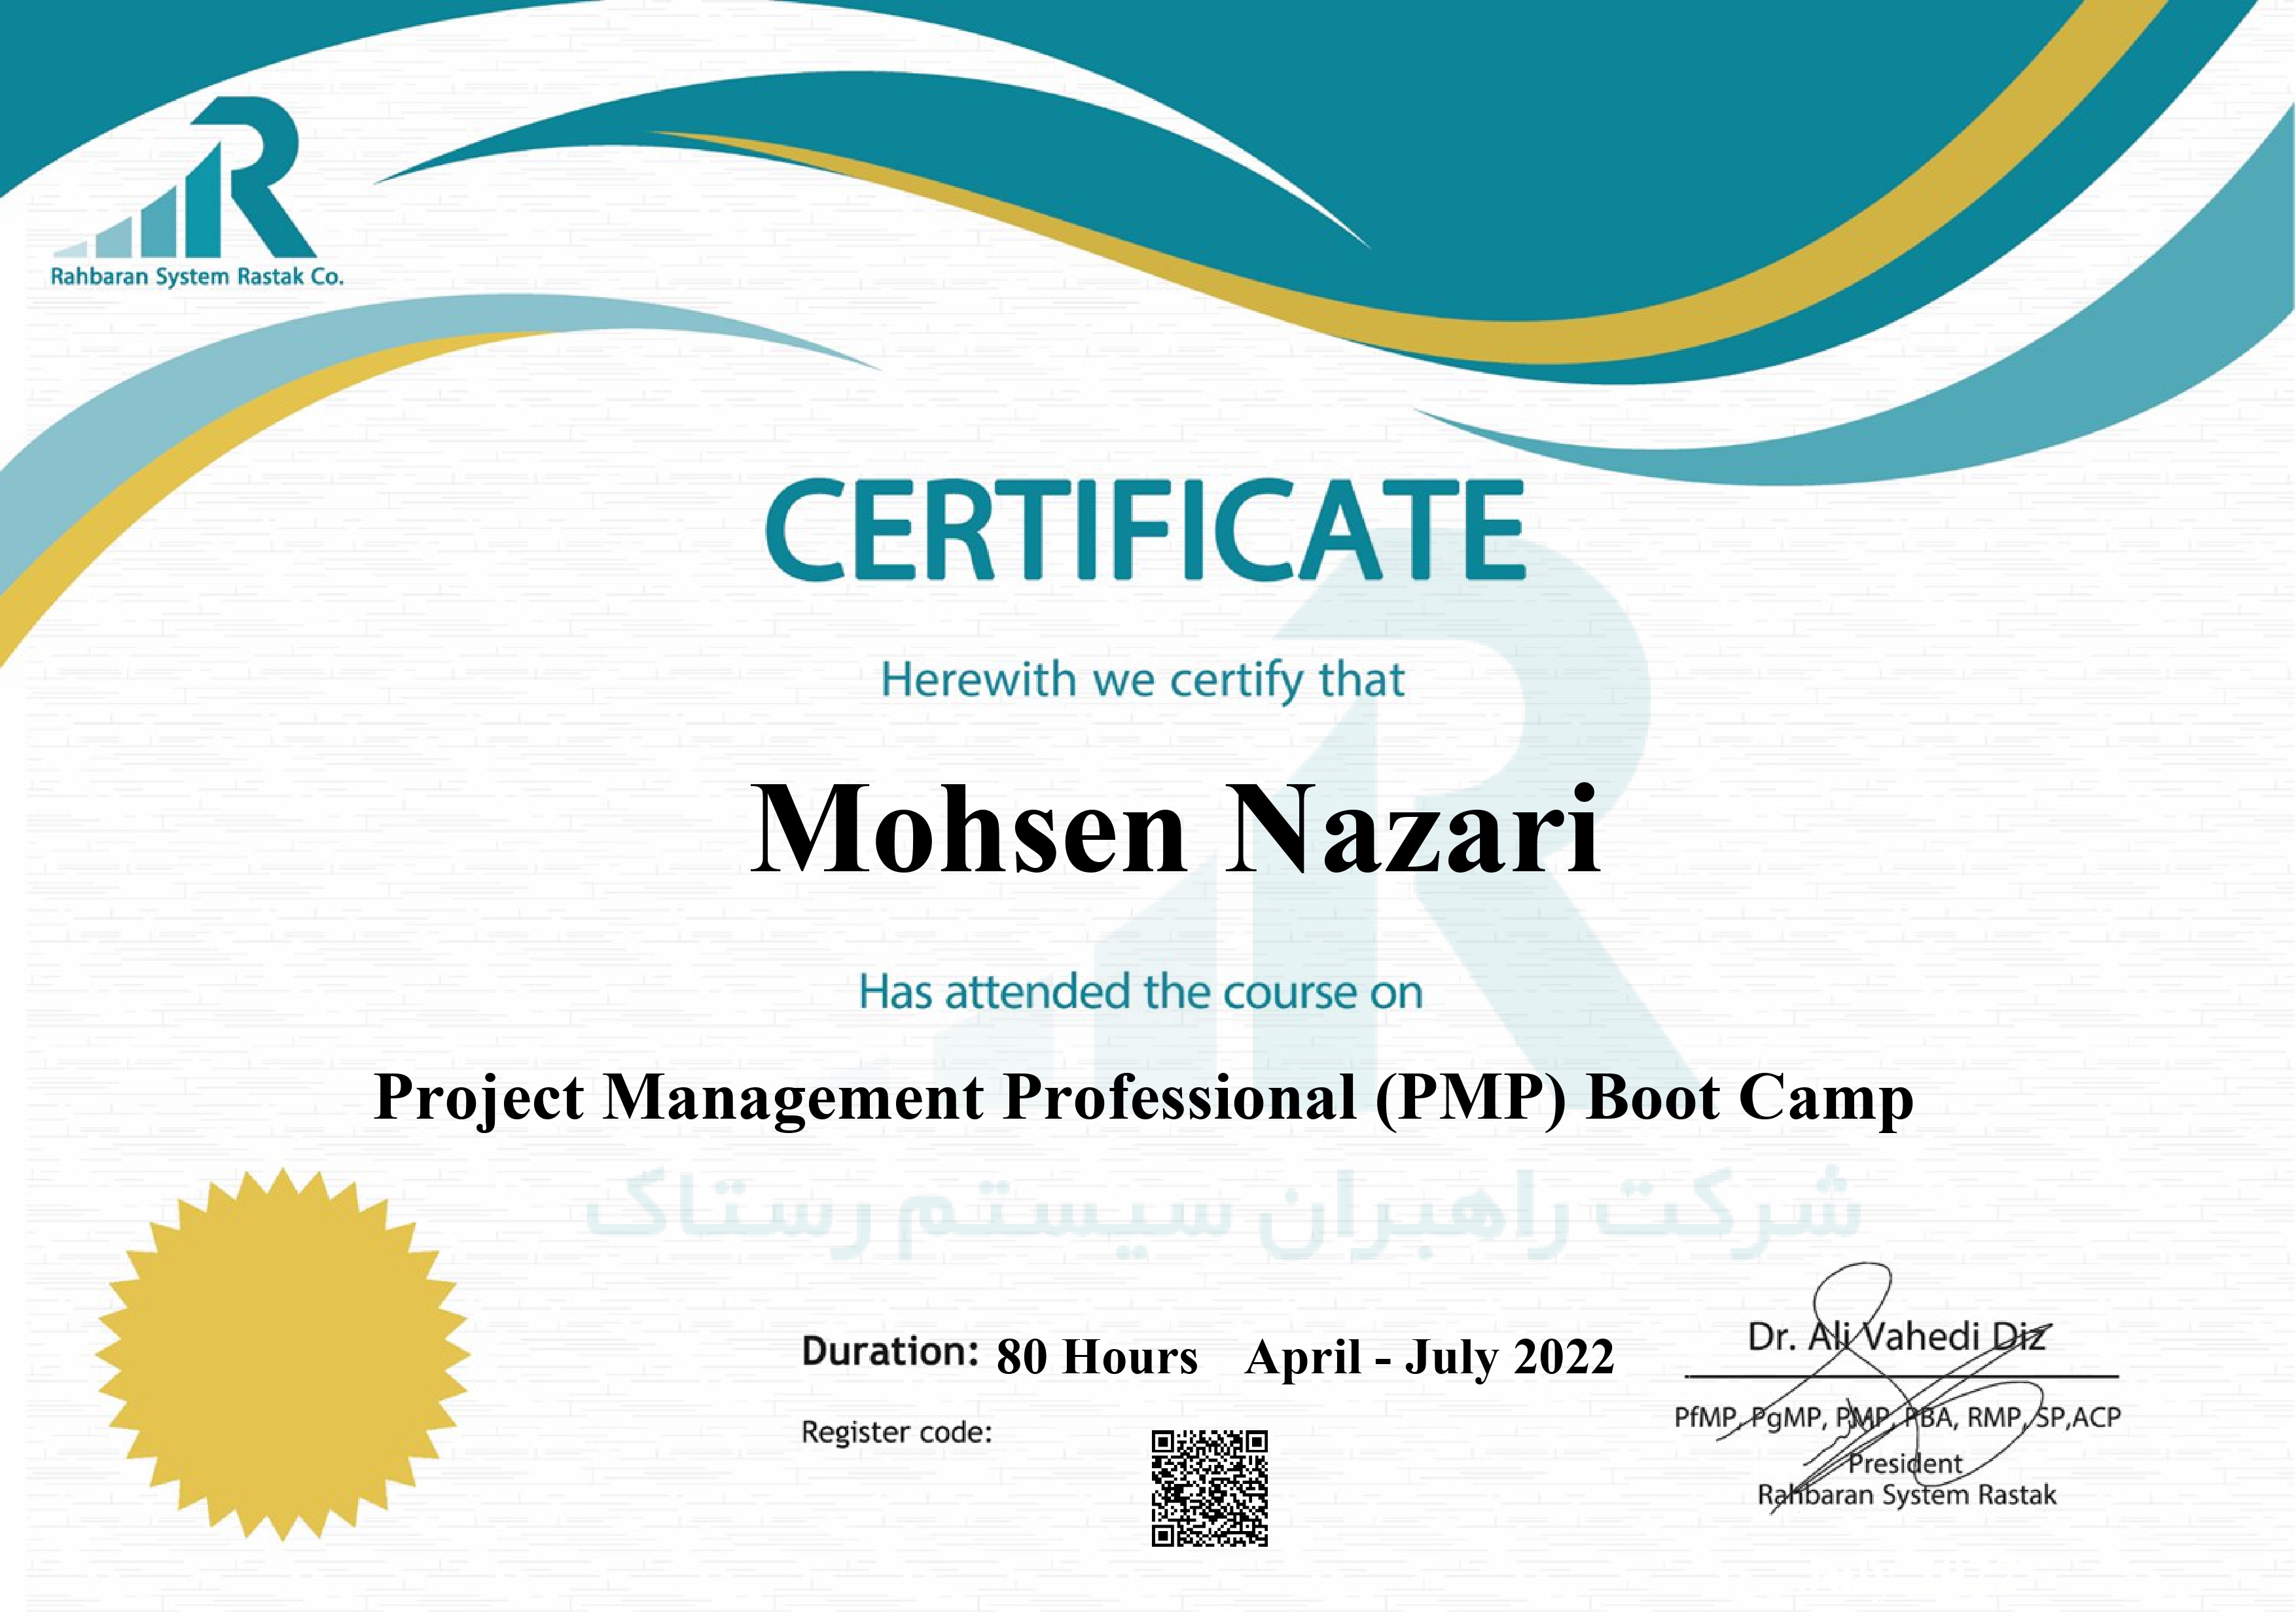 Rahbaran System Rastak Co.
CERTIFICATE
Herewith we certify that
Mohsen Nazari
Has attended the course on
Project Management Professional (PMP) Boot Camp
شرکت راهبران سیستم رستاک
Duration: 80 Hours April - July 2022
Register code:
Dr. Ali Vahedi Diz
PfMP, PgMP, PMP, PBA, RMP, SP,ACP
President
Rahbaran System Rastak